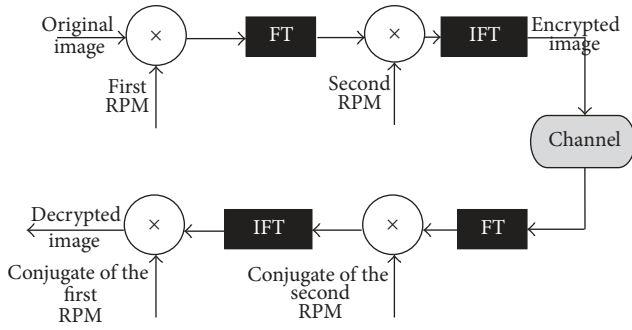 Original
image
×
FT
×
IFT
Encrypted
image
First
RPM
Second
RPM
Channel
Decrypted
image
×
IFT
×
FT
Conjugate of the
first
RPM
Conjugate of the
second
RPM